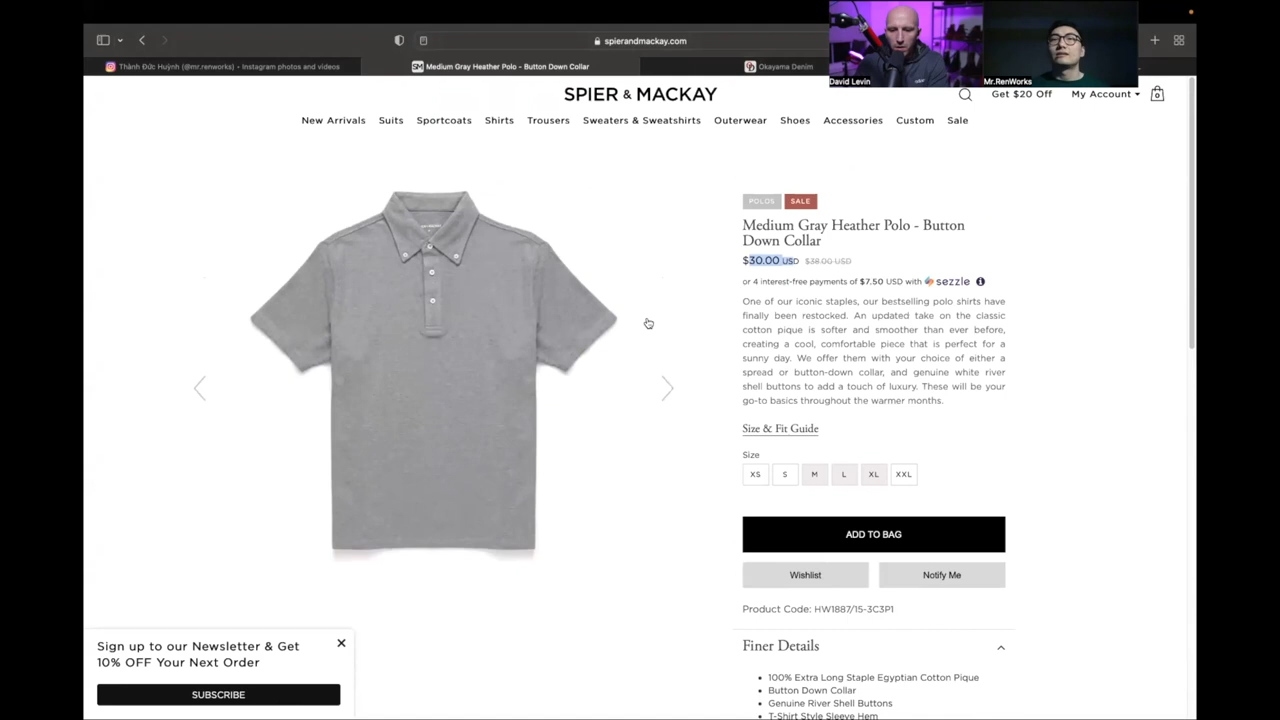 spierandmackay.com
Thành Đức Huỳnh (@mr.renworks) • Instagram photos and videos
SM Medium Gray Heather Polo - Button Down Collar
Okayama Denim
David Levin
Mr.RenWorks
SPIER & MACKAY
Get $20 Off
My Account
0
New Arrivals Suits Sportcoats Shirts Trousers Sweaters & Sweatshirts Outerwear Shoes Accessories Custom Sale
POLOS SALE
Medium Gray Heather Polo - Button
Down Collar
$30.00 USD $38.00 USD
or 4 interest-free payments of $7.50 with sezzle
One of our iconic staples, our bestselling polo shirts have
finally been restocked. An updated take on the classic
cotton pique is softer and smoother than ever before,
creating a cool, comfortable piece that is perfect for a
sunny day. We offer them with your choice of either a
spread or button-down collar, and genuine white river
shell buttons to add a touch of luxury. These will be your
go-to basics throughout the warmer months.
Size & Fit Guide
Size
XS S M L XL XXL
ADD TO BAG
Wishlist Notify Me
Product Code: HW1887/15-3C3P1
Finer Details
• 100% Extra Long Staple Egyptian Cotton Pique
• Button Down Collar
• Genuine River Shell Buttons
• T-Shirt Style Sleeve Hem
Sign up to our Newsletter & Get
10% OFF Your Next Order
SUBSCRIBE